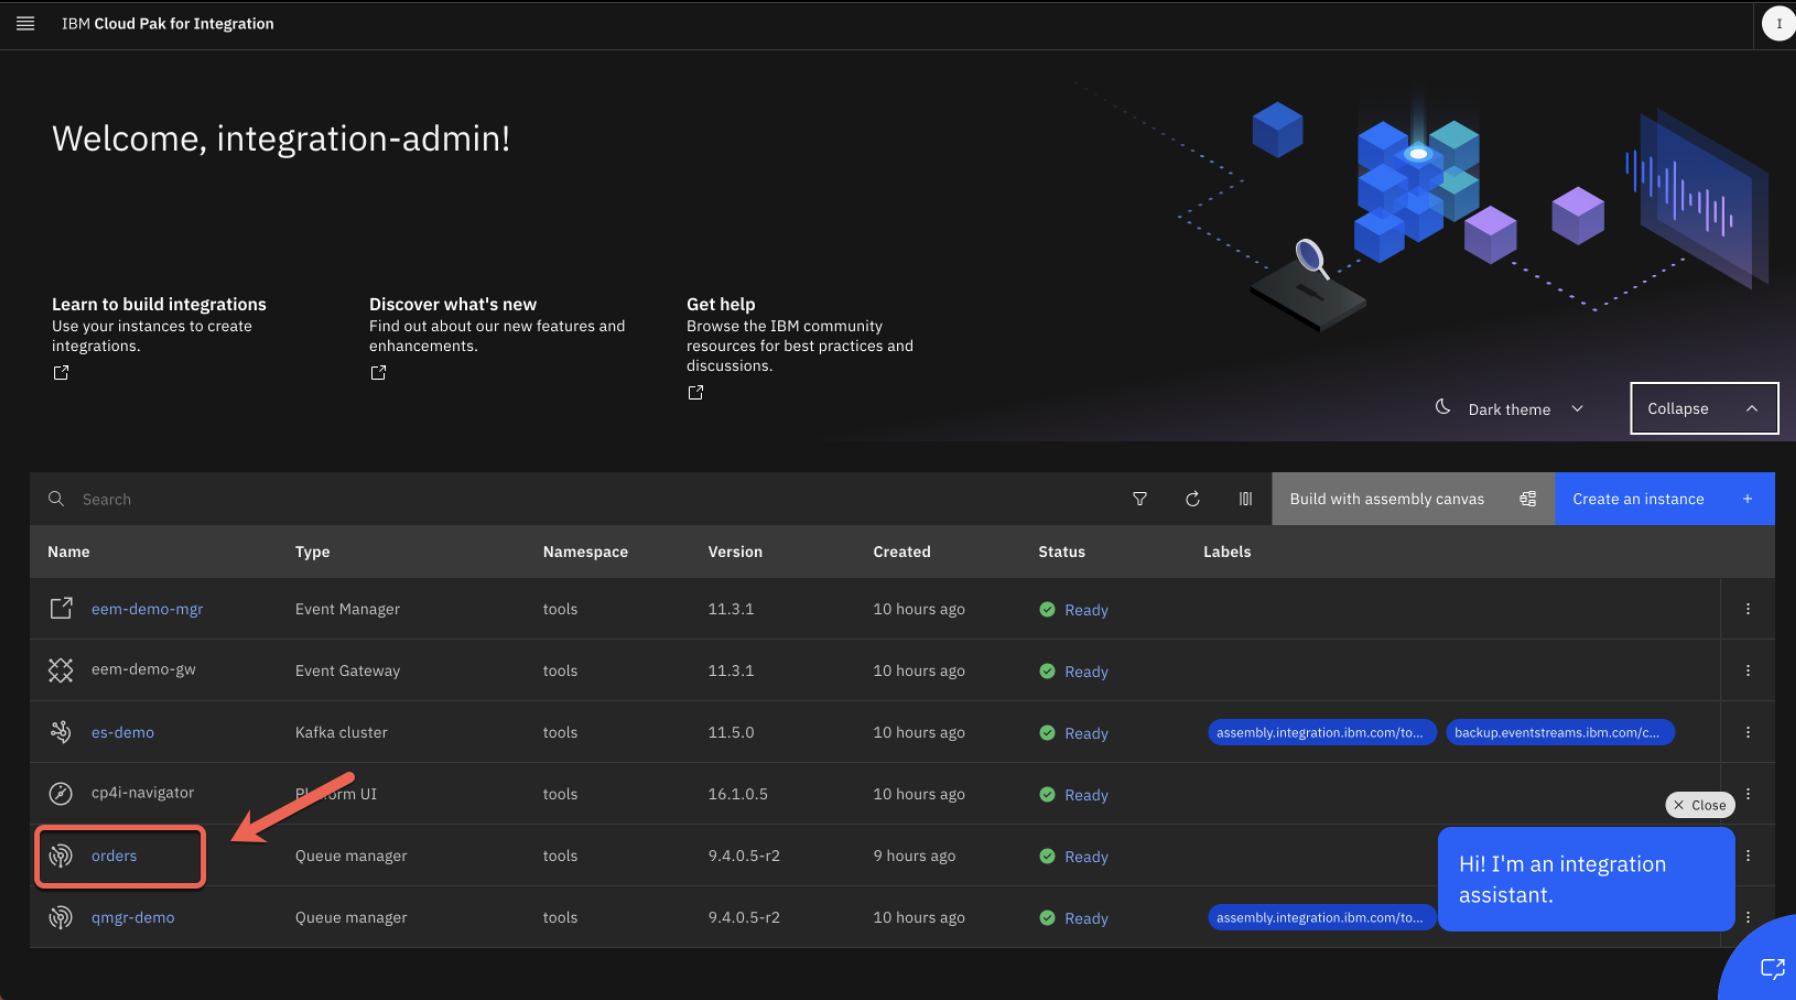 IBM Cloud Pak for Integration
I
Welcome, integration-admin!
Learn to build integrations
Use your instances to create
integrations.
Discover what's new
Find out about our new features and
enhancements.
Get help
Browse the IBM community
resources for best practices and
discussions.
Dark theme
Collapse
Search
Build with assembly canvas
Create an instance +
Name Type Namespace Version Created Status Labels
eem-demo-mgr Event Manager tools 11.3.1 10 hours ago Ready
eem-demo-gw Event Gateway tools 11.3.1 10 hours ago Ready
es-demo Kafka cluster tools 11.5.0 10 hours ago Ready assembly.integration.ibm.com/to... backup.eventstreams.ibm.com/c...
cp4i-navigator Platform UI tools 16.1.0.5 10 hours ago Ready
Close
orders Queue manager tools 9.4.0.5-r2 9 hours ago Ready
Hi! I'm an integration
assistant.
qmgr-demo Queue manager tools 9.4.0.5-r2 10 hours ago Ready assembly.integration.ibm.com/to...